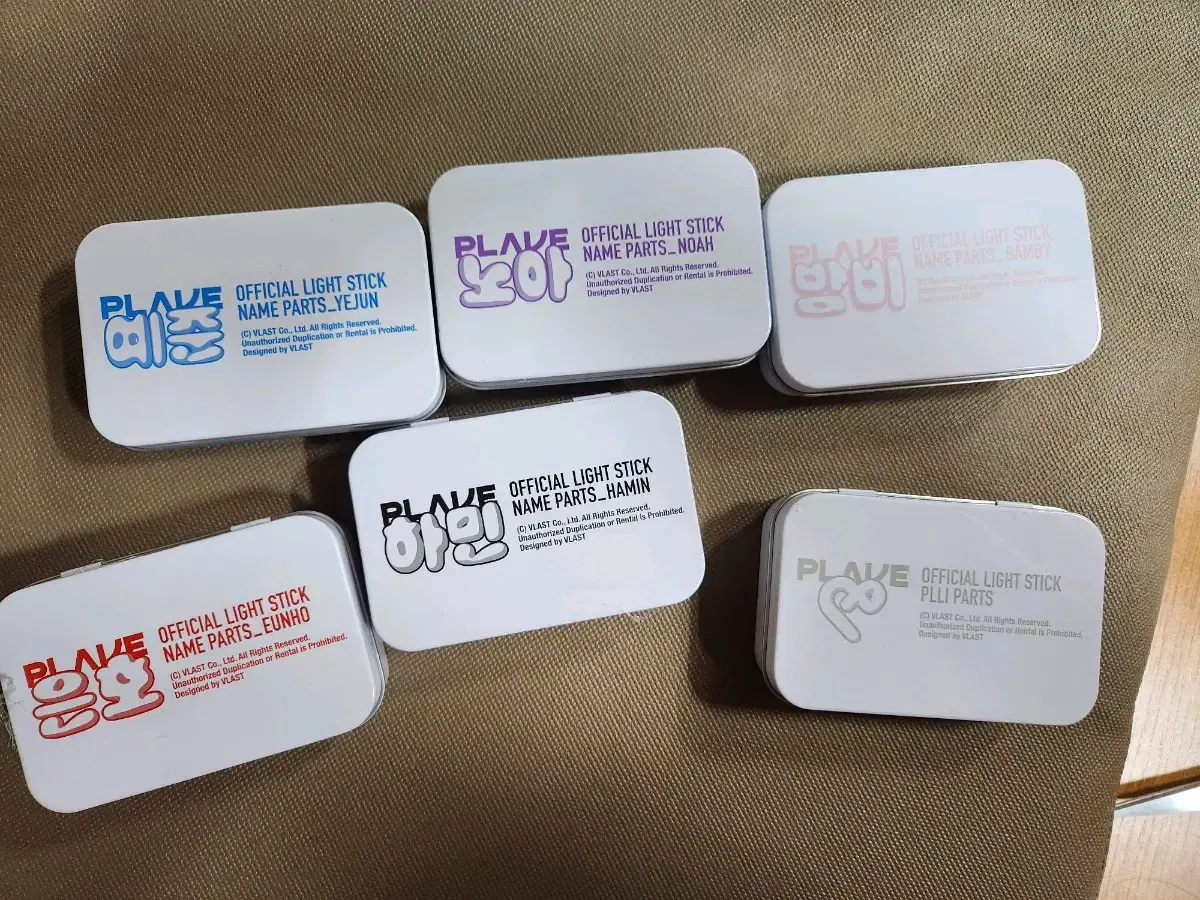 PLAVE
예준
OFFICIAL LIGHT STICK
NAME PARTS_YEJUN
(C) VLAST Co., Ltd. All Rights Reserved.
Unauthorized Duplication or Rental is Prohibited.
Designed by VLAST
PLAVE
노아
OFFICIAL LIGHT STICK
NAME PARTS_NOAH
(C) VLAST Co., Ltd. All Rights Reserved.
Unauthorized Duplication or Rental is Prohibited.
Designed by VLAST
PLAVE
밤비
OFFICIAL LIGHT STICK
NAME PARTS_BAMBY
Designed by VLAST
PLAVE
은호
OFFICIAL LIGHT STICK
NAME PARTS_EUNHO
(C) VLAST Co., Ltd. All Rights Reserved.
Unauthorized Duplication or Rental is Prohibited.
Designed by VLAST
PLAVE
하민
OFFICIAL LIGHT STICK
NAME PARTS_HAMIN
(C) VLAST Co., Ltd. All Rights Reserved.
Unauthorized Duplication or Rental is Prohibited.
Designed by VLAST
PLAVE
OFFICIAL LIGHT STICK
PLLI PARTS
(C) VLAST Co., Ltd. All Rights Reserved.
Unauthorized Duplication or Rental is Prohibited.
Designed by VLAST